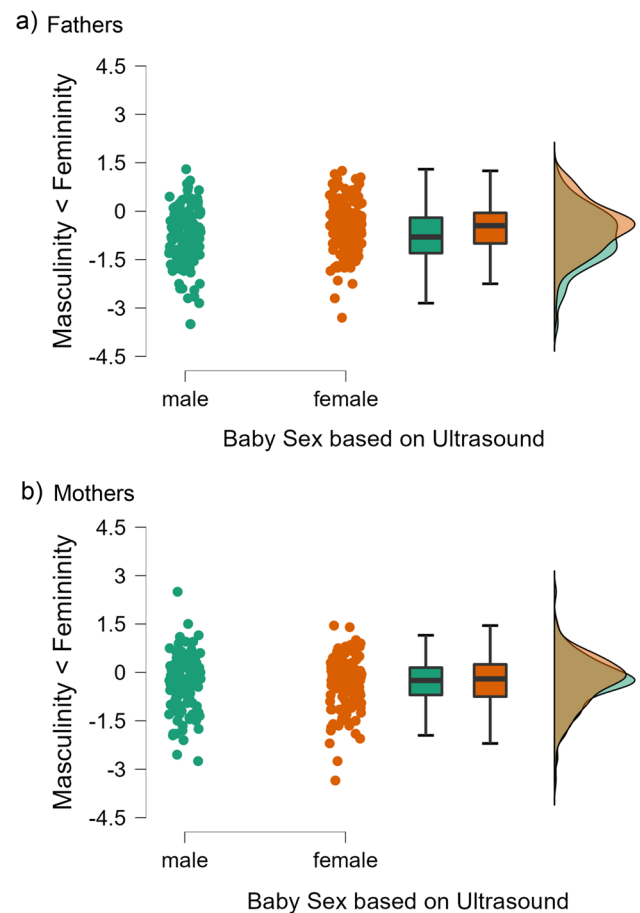 a) Fathers
Masculinity < Femininity
4.5
3
1.5
0
-1.5
-3
-4.5
male
female
Baby Sex based on Ultrasound
b) Mothers
Masculinity < Femininity
4.5
3
1.5
0
-1.5
-3
-4.5
male
female
Baby Sex based on Ultrasound